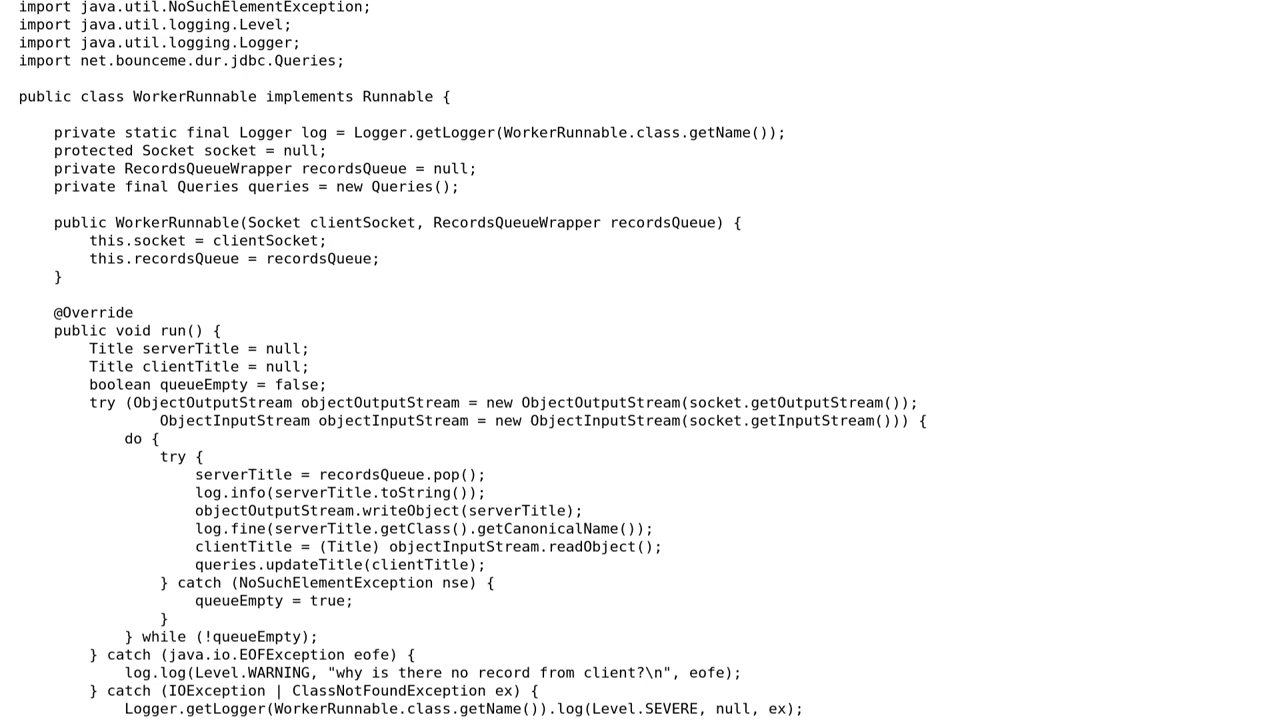 import java.util.NoSuchElementException;
import java.util.logging.Level;
import java.util.logging.Logger;
import net.bounceme.dur.jdbc.Queries;

public class WorkerRunnable implements Runnable {

    private static final Logger log = Logger.getLogger(WorkerRunnable.class.getName());
    protected Socket socket = null;
    private RecordsQueueWrapper recordsQueue = null;
    private final Queries queries = new Queries();

    public WorkerRunnable(Socket clientSocket, RecordsQueueWrapper recordsQueue) {
        this.socket = clientSocket;
        this.recordsQueue = recordsQueue;
    }

    @Override
    public void run() {
        Title serverTitle = null;
        Title clientTitle = null;
        boolean queueEmpty = false;
        try (ObjectOutputStream objectOutputStream = new ObjectOutputStream(socket.getOutputStream());
                ObjectInputStream objectInputStream = new ObjectInputStream(socket.getInputStream())) {
            do {
                try {
                    serverTitle = recordsQueue.pop();
                    log.info(serverTitle.toString());
                    objectOutputStream.writeObject(serverTitle);
                    log.fine(serverTitle.getClass().getCanonicalName());
                    clientTitle = (Title) objectInputStream.readObject();
                    queries.updateTitle(clientTitle);
                } catch (NoSuchElementException nse) {
                    queueEmpty = true;
                }
            } while (!queueEmpty);
        } catch (java.io.EOFException eofe) {
            log.log(Level.WARNING, "why is there no record from client?\n", eofe);
        } catch (IOException | ClassNotFoundException ex) {
            Logger.getLogger(WorkerRunnable.class.getName()).log(Level.SEVERE, null, ex);